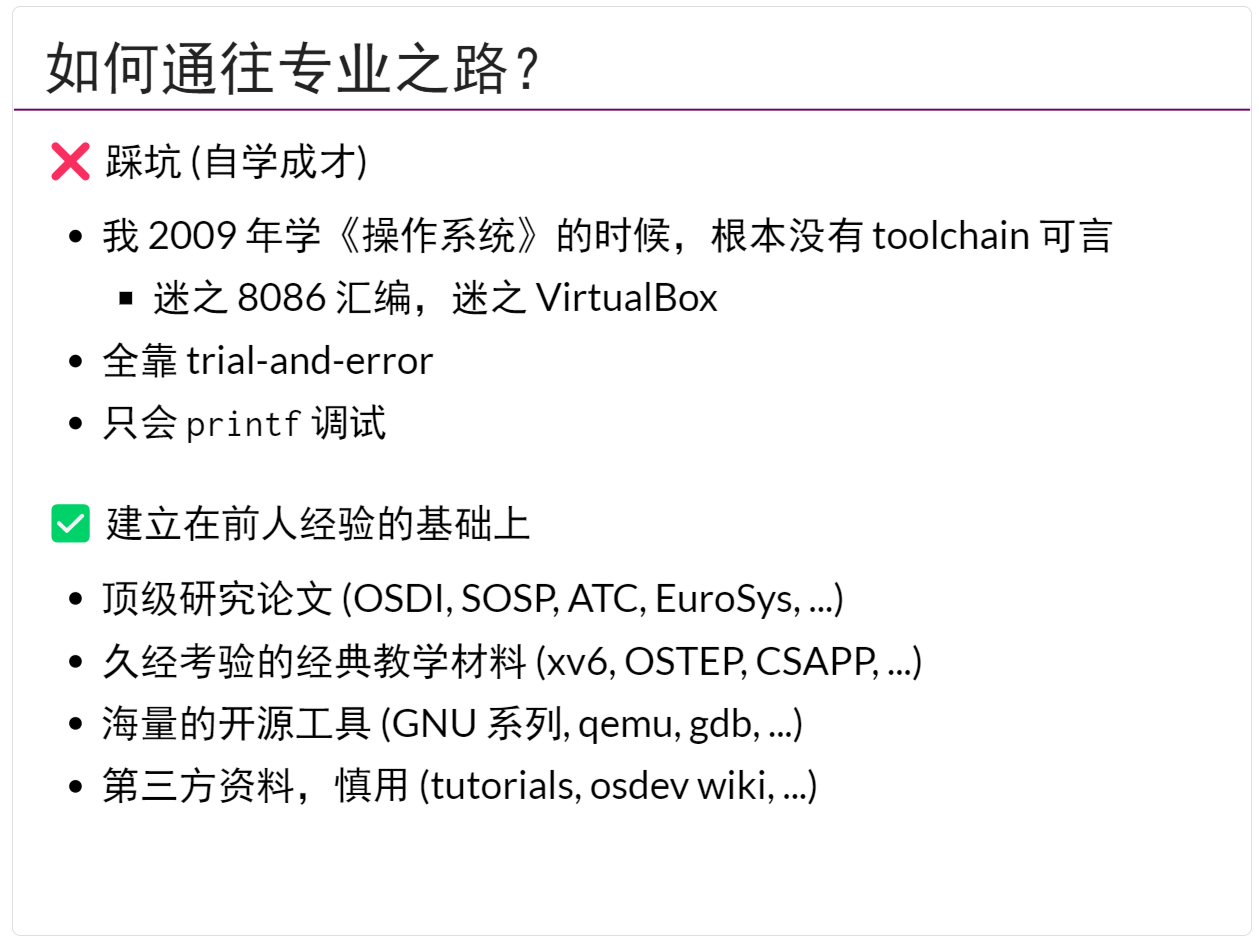 如何通往专业之路？
❌ 踩坑 (自学成才)
• 我 2009 年学《操作系统》的时候，根本没有 toolchain 可言
▪ 迷之 8086 汇编，迷之 VirtualBox
• 全靠 trial-and-error
• 只会 printf 调试
✅ 建立在前人经验的基础上
• 顶级研究论文 (OSDI, SOSP, ATC, EuroSys, ...)
• 久经考验的经典教学材料 (xv6, OSTEP, CSAPP, ...)
• 海量的开源工具 (GNU 系列, qemu, gdb, ...)
• 第三方资料，慎用 (tutorials, osdev wiki, ...)